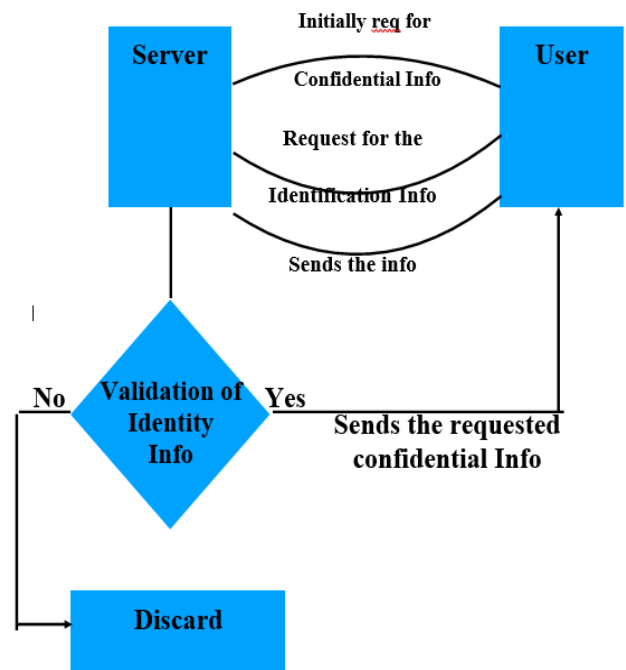 Initially req for
Server
User
Confidential Info
Request for the
Identification Info
Sends the info
No
Validation of
Identity
Info
Yes
Sends the requested
confidential Info
Discard